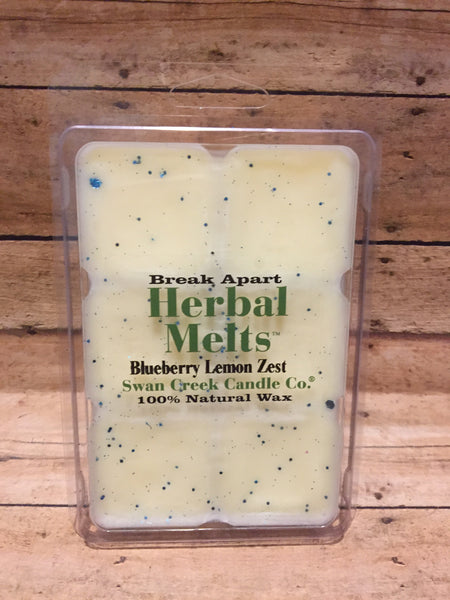 Break Apart
Herbal
Melts™
Blueberry Lemon Zest
Swan Creek Candle Co.®
100% Natural Wax